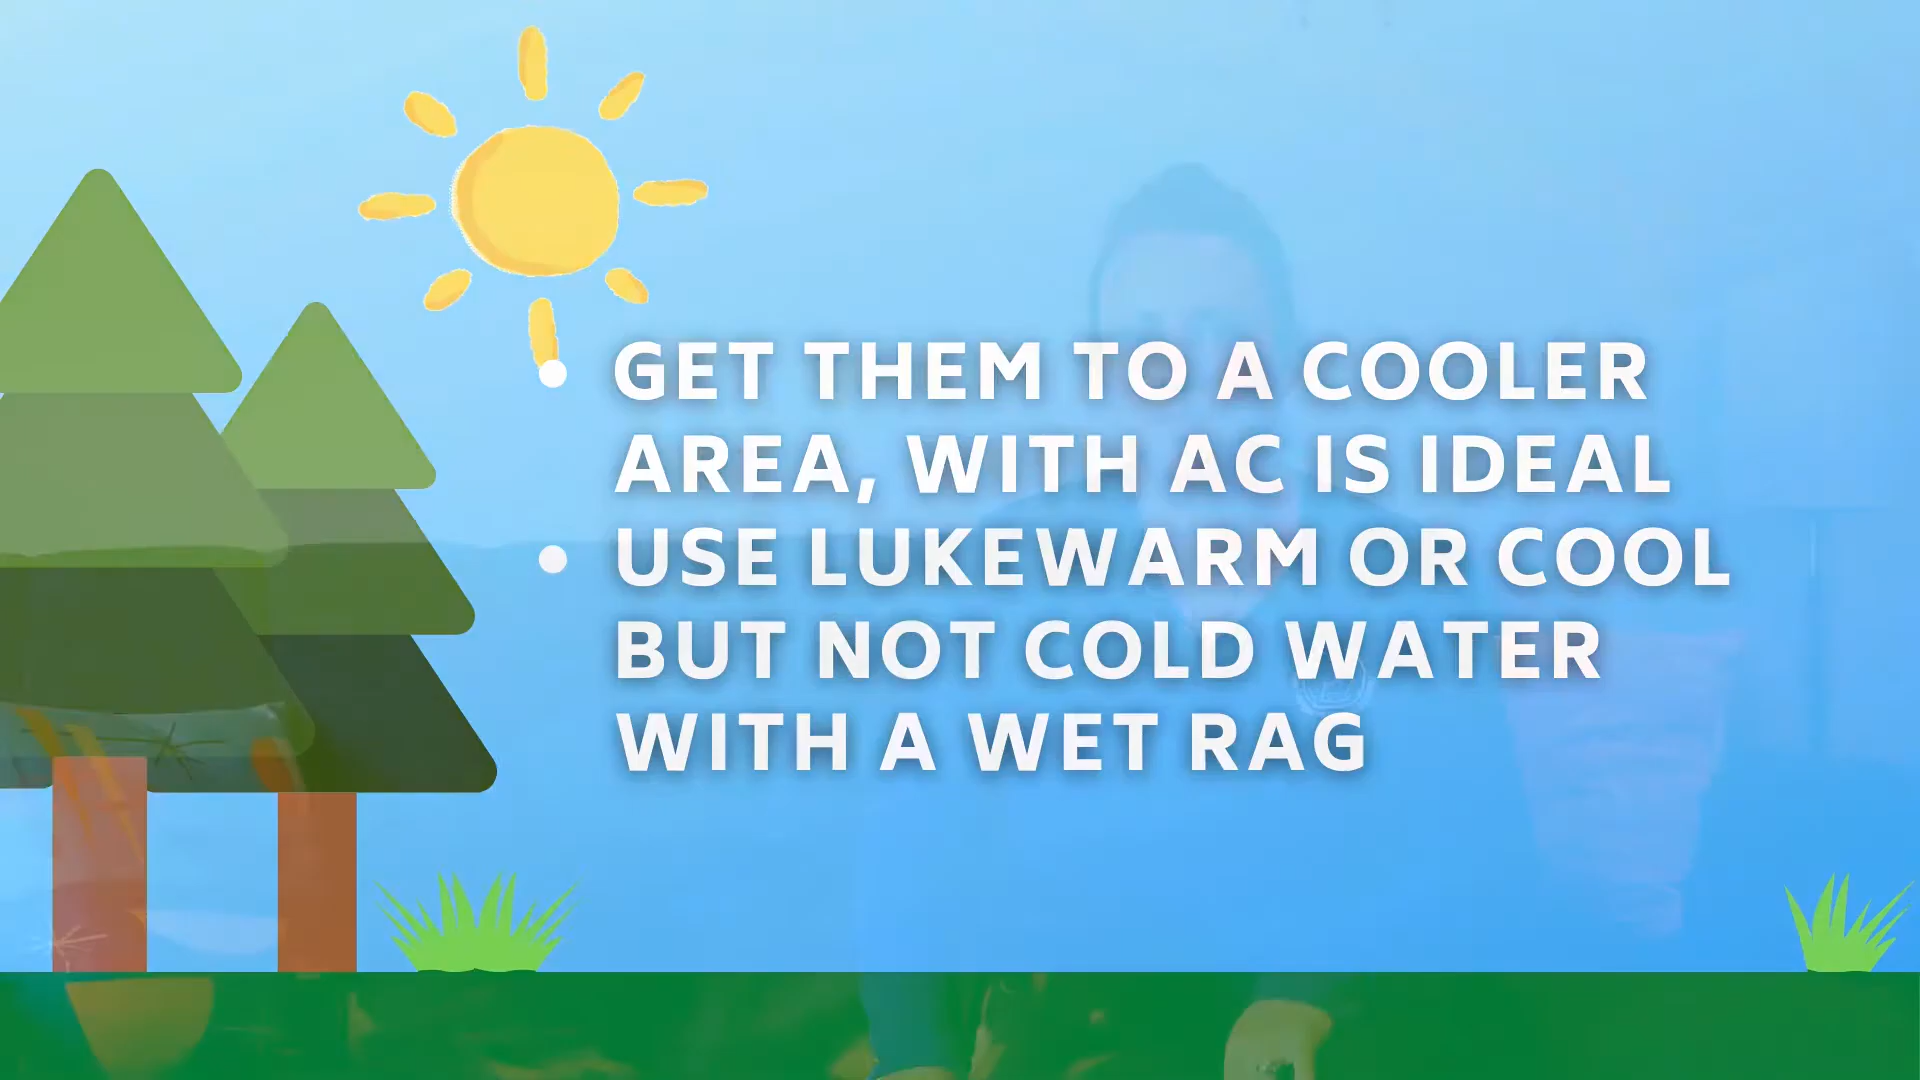 GET THEM TO A COOLER
AREA, WITH AC IS IDEAL
USE LUKEWARM OR COOL
BUT NOT COLD WATER
WITH A WET RAG